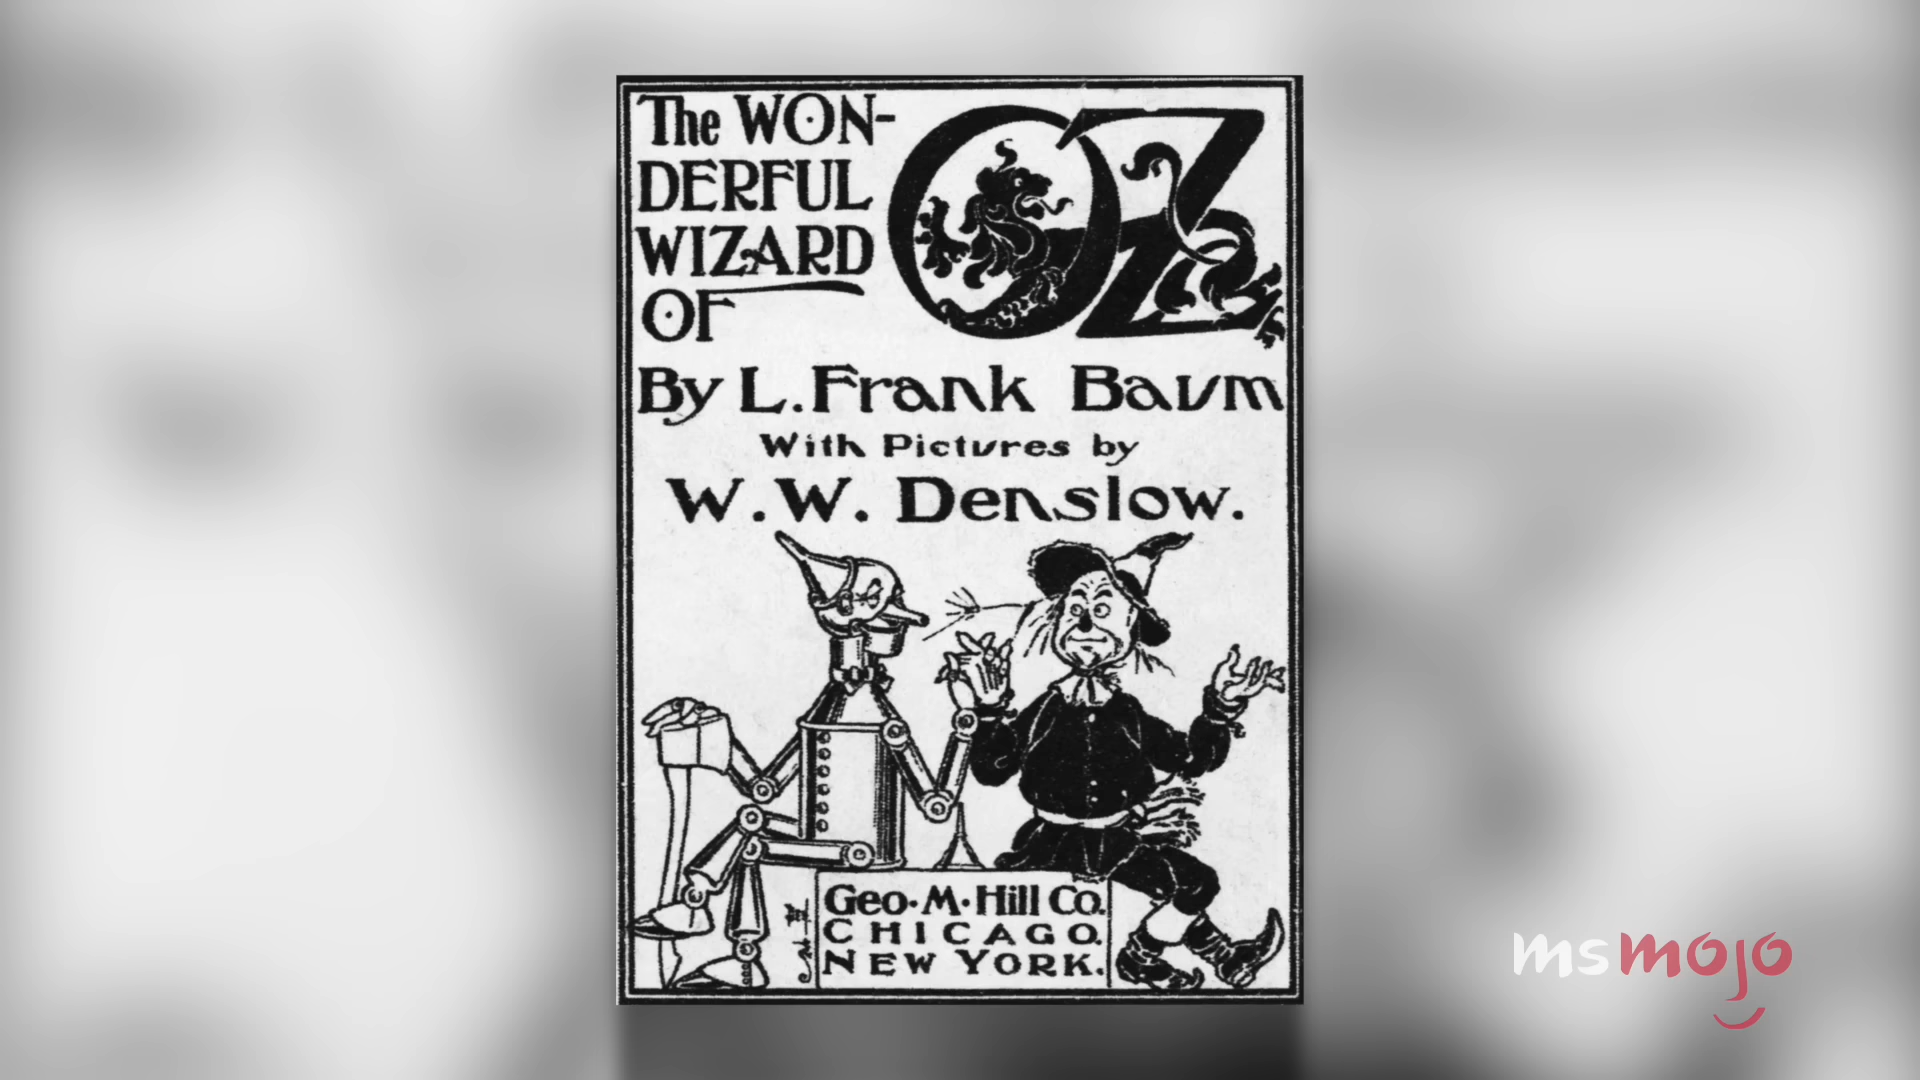 The WON-
DERFUL
WIZARD
OF
OZ
By L. Frank Baum
With Pictures by
W. W. Denslow.
Geo. M. Hill Co.
CHICAGO.
NEW YORK.
msmojo